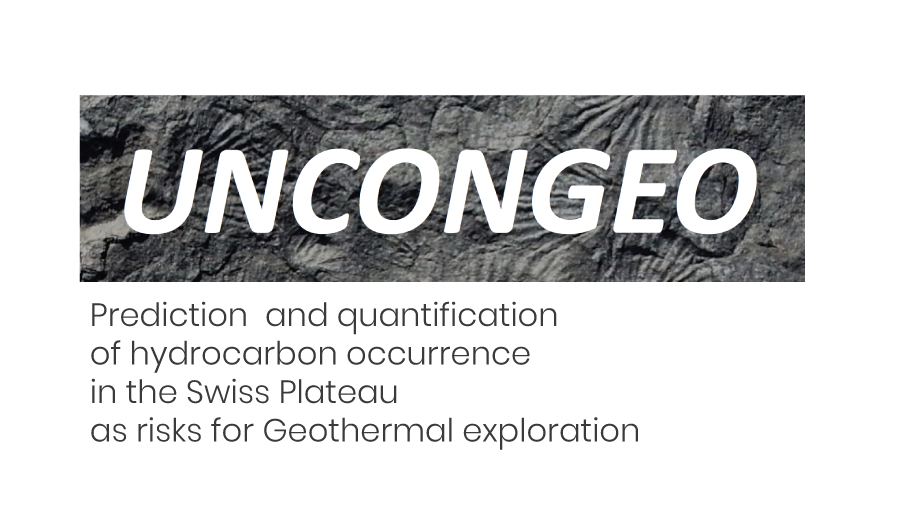 UNCONGEO
Prediction  and quantification
of hydrocarbon occurrence
in the Swiss Plateau
as risks for Geothermal exploration